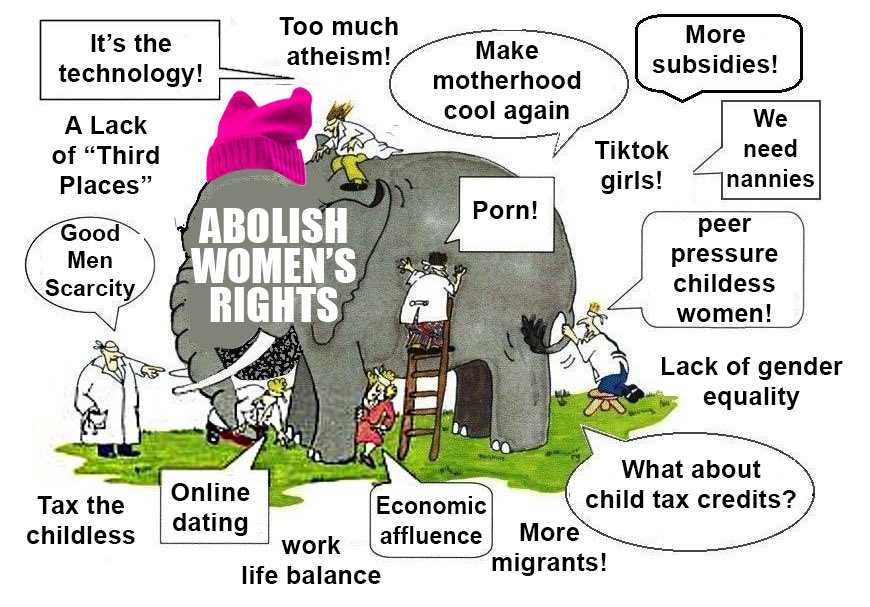 It's the
technology!
Too much
atheism!
Make
motherhood
cool again
More
subsidies!
A Lack
of “Third
Places”
Tiktok
girls!
We
need
nannies
Good
Men
Scarcity
ABOLISH
WOMEN'S
RIGHTS
Porn!
peer
pressure
childess
women!
Lack of gender
equality
Tax the
childless
Online
dating
work
life balance
Economic
affluence
More
migrants!
What about
child tax credits?